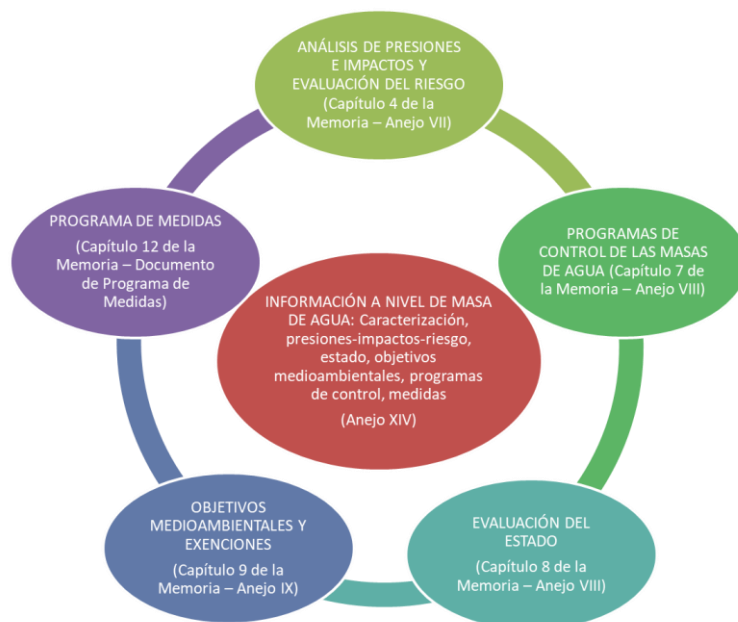 ANÁLISIS DE PRESIONES
E IMPACTOS Y
EVALUACIÓN DEL RIESGO
(Capítulo 4 de la
Memoria – Anejo VII)
PROGRAMAS DE
CONTROL DE LAS MASAS
DE AGUA (Capítulo 7 de
la Memoria – Anejo VIII)
EVALUACIÓN DEL
ESTADO
(Capítulo 8 de la
Memoria – Anejo VIII)
OBJETIVOS
MEDIOAMBIENTALES Y
EXENCIONES
(Capítulo 9 de la
Memoria – Anejo IX)
PROGRAMA DE MEDIDAS
(Capítulo 12 de la
Memoria – Documento
de Programa de
Medidas)
INFORMACIÓN A NIVEL DE MASA
DE AGUA: Caracterización,
presiones-impactos-riesgo,
estado, objetivos
medioambientales, programas
de control, medidas
(Anejo XIV)